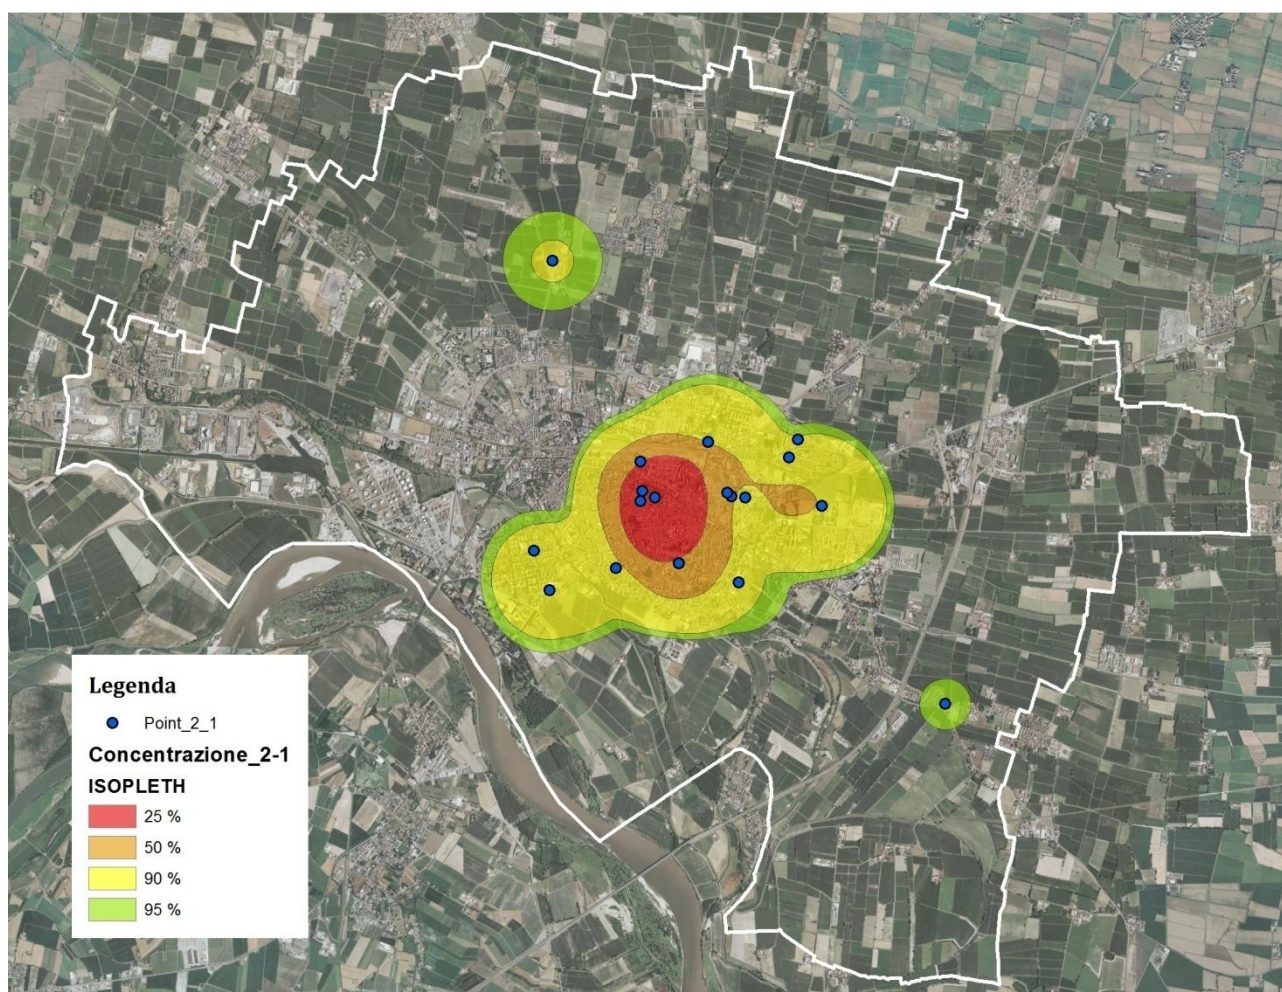 Legenda
Point_2_1
Concentrazione_2-1
ISOPLETH
25 %
50 %
90 %
95 %